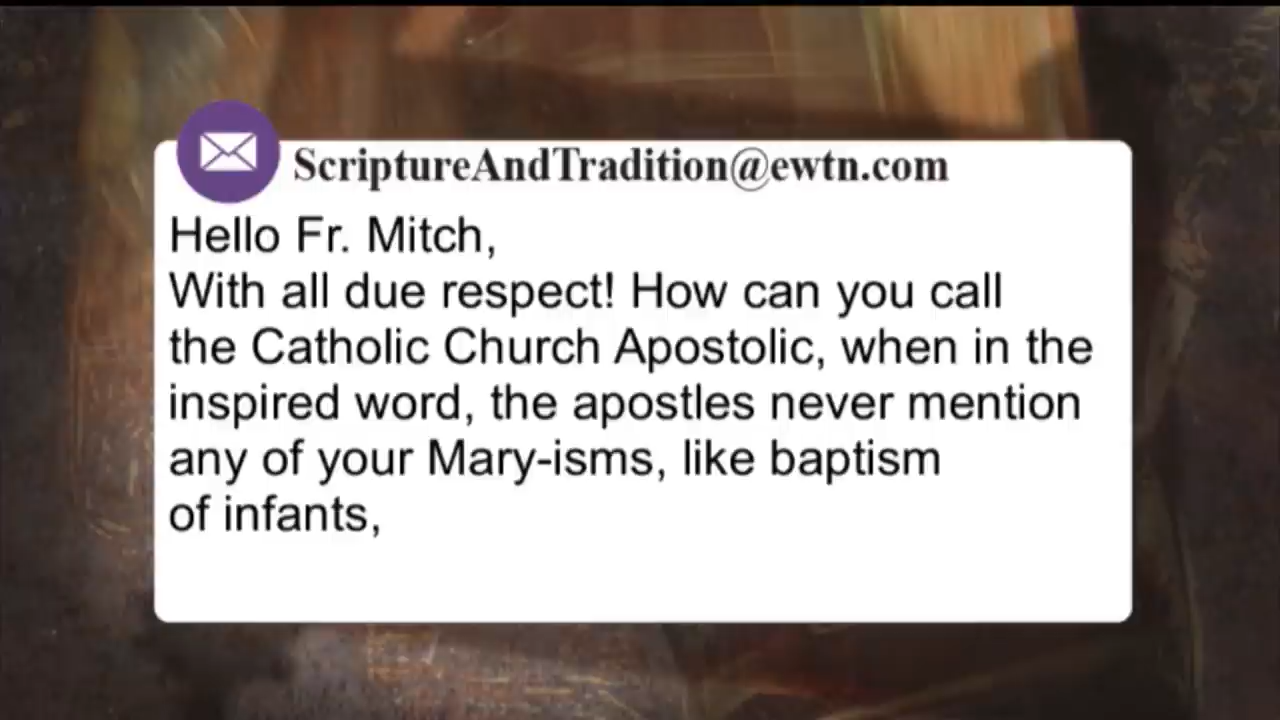 ScriptureAndTradition@ewtn.com
Hello Fr. Mitch,
With all due respect! How can you call
the Catholic Church Apostolic, when in the
inspired word, the apostles never mention
any of your Mary-isms, like baptism
of infants,